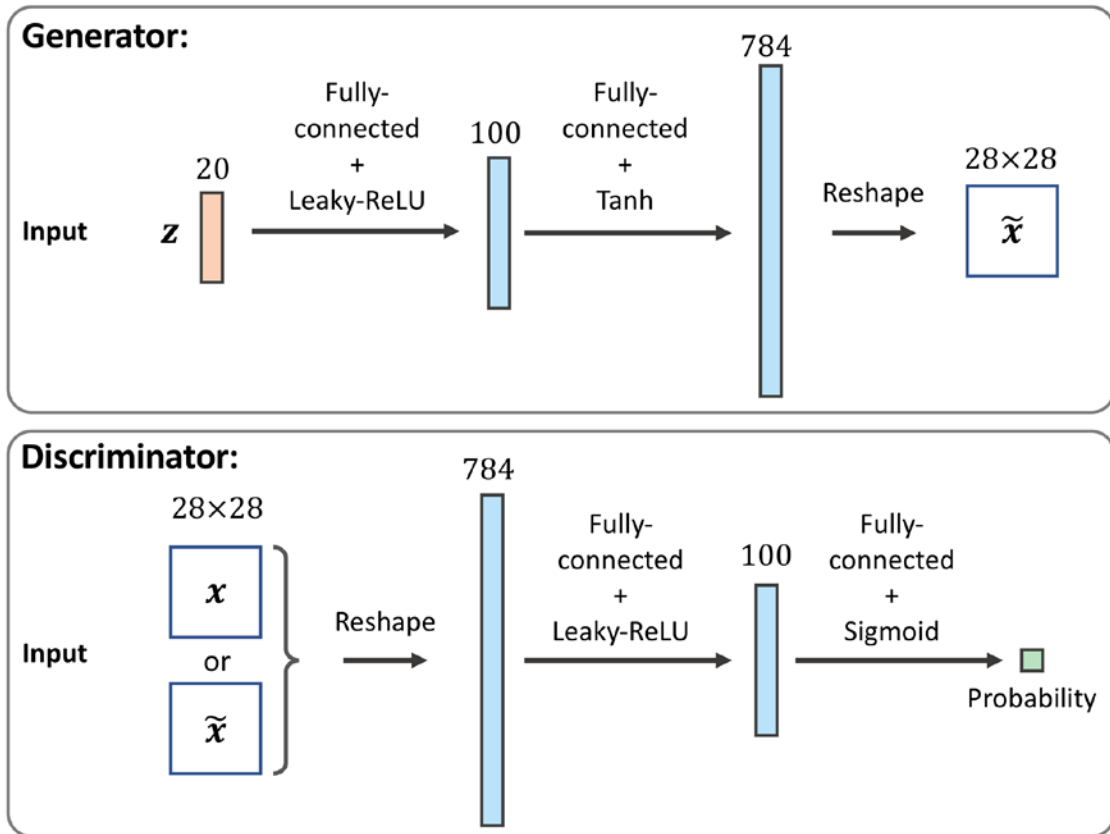 Generator:
784
Fully-
connected
+
Leaky-ReLU
Fully-
connected
+
Tanh
100
20
28×28
Reshape
Input
z
x̃
Discriminator:
784
28×28
Fully-
connected
+
Leaky-ReLU
Fully-
connected
+
Sigmoid
100
x
Reshape
Input
or
x̃
Probability